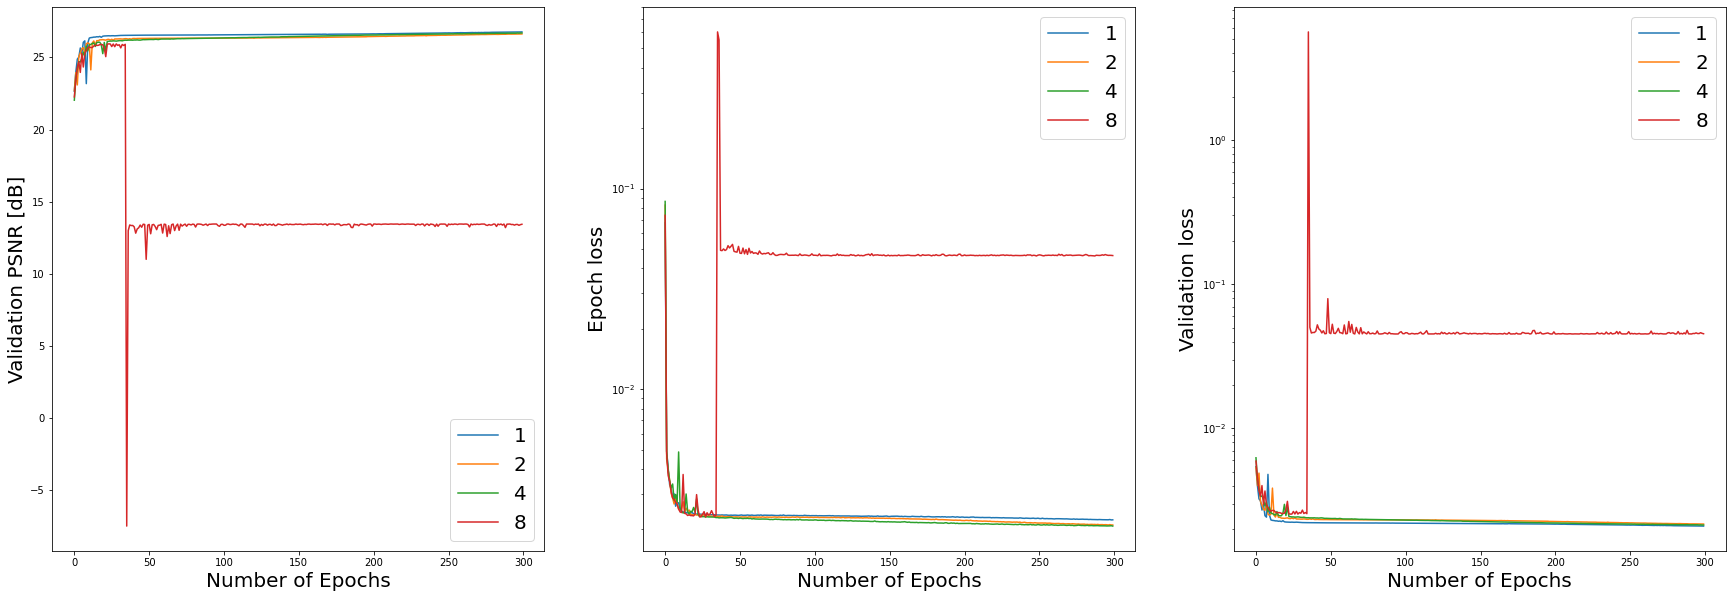 Validation PSNR [dB]
25
20
15
10
5
0
−5
0 50 100 150 200 250 300
Number of Epochs
1
2
4
8
Epoch loss
10⁻¹
10⁻²
0 50 100 150 200 250 300
Number of Epochs
1
2
4
8
Validation loss
10⁰
10⁻¹
10⁻²
0 50 100 150 200 250 300
Number of Epochs
1
2
4
8